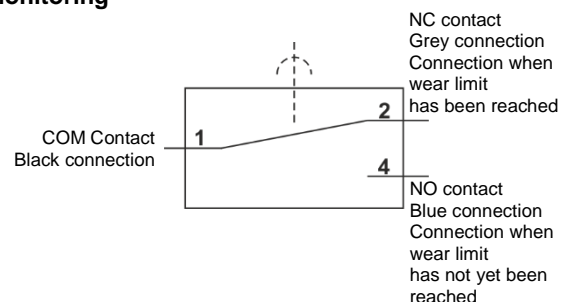 NC contact
Grey connection
Connection when
wear limit
has been reached
2
COM Contact
Black connection
1
4
NO contact
Blue connection
Connection when
wear limit
has not yet been
reached